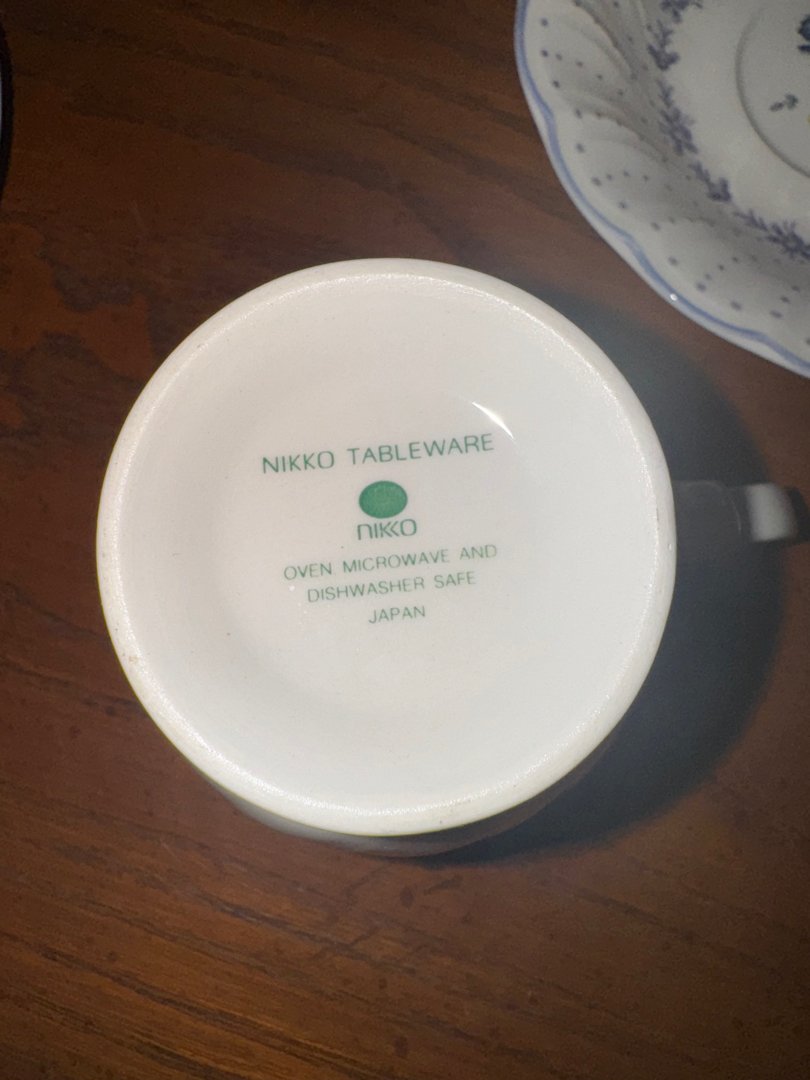 NIKKO TABLEWARE
NIKKO
OVEN MICROWAVE AND
DISHWASHER SAFE
JAPAN